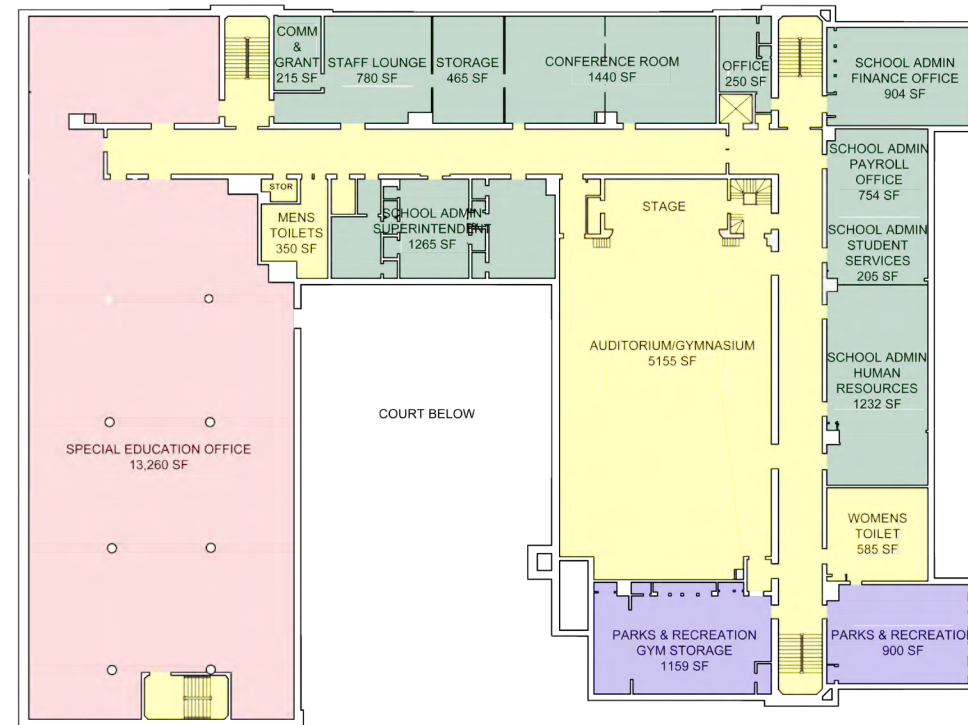 COMM
&
GRANT
215 SF
STAFF LOUNGE
780 SF
STORAGE
465 SF
CONFERENCE ROOM
1440 SF
OFFICE
250 SF
SCHOOL ADMIN
FINANCE OFFICE
904 SF
SCHOOL ADMIN
PAYROLL
OFFICE
754 SF
SCHOOL ADMIN
STUDENT
SERVICES
205 SF
STOR
MENS
TOILETS
350 SF
SCHOOL ADMIN
SUPERINTENDENT
1265 SF
STAGE
AUDITORIUM/GYMNASIUM
5155 SF
SCHOOL ADMIN
HUMAN
RESOURCES
1232 SF
COURT BELOW
SPECIAL EDUCATION OFFICE
13,260 SF
WOMENS
TOILET
585 SF
PARKS & RECREATION
GYM STORAGE
1159 SF
PARKS & RECREATION
900 SF